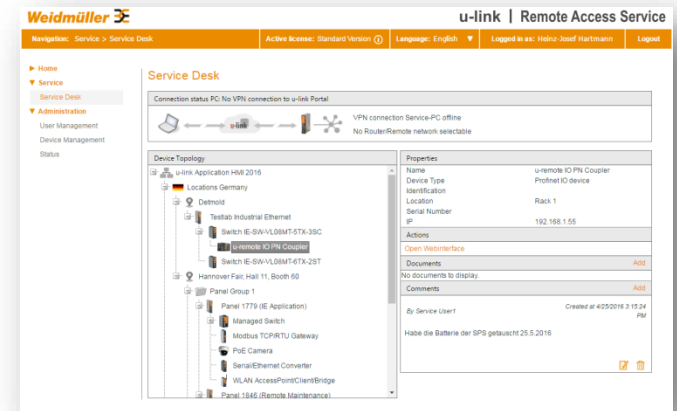 Weidmüller
u-link | Remote Access Service
Navigation: Service > Service Desk
Active license: Standard Version
Language: English
Logged in as: Heinz-Josef Hartmann
Logout
Home
Service
Service Desk
Administration
User Management
Device Management
Status
Service Desk
Connection status PC: No VPN connection to u-link Portal
u-link
VPN connection Service-PC offline
No Router/Remote network selectable
Device Topology
u-link Application HMI 2016
Locations Germany
Detmold
Testlab Industrial Ethernet
Switch IE-SW-VL08MT-5TX-3SC
u-remote IO PN Coupler
Switch IE-SW-VL08MT-6TX-2ST
Hannover Fair, Hall 11, Booth 60
Panel Group 1
Panel 1779 (IE Application)
Managed Switch
Modbus TCP/RTU Gateway
PoE Camera
Serial/Ethernet Converter
WLAN AccessPoint/Client/Bridge
Panel 1846 (Remote Maintenance)
Properties
Name u-remote IO PN Coupler
Device Type Profinet IO device
Identification
Location Rack 1
Serial Number
IP 192.168.1.55
Actions
Open Webinterface
Documents Add
No documents to display.
Comments Add
By Service User1
Created at 4/25/2016 3:15:24
PM
Habe die Batterie der SPS getauscht 25.5.2016